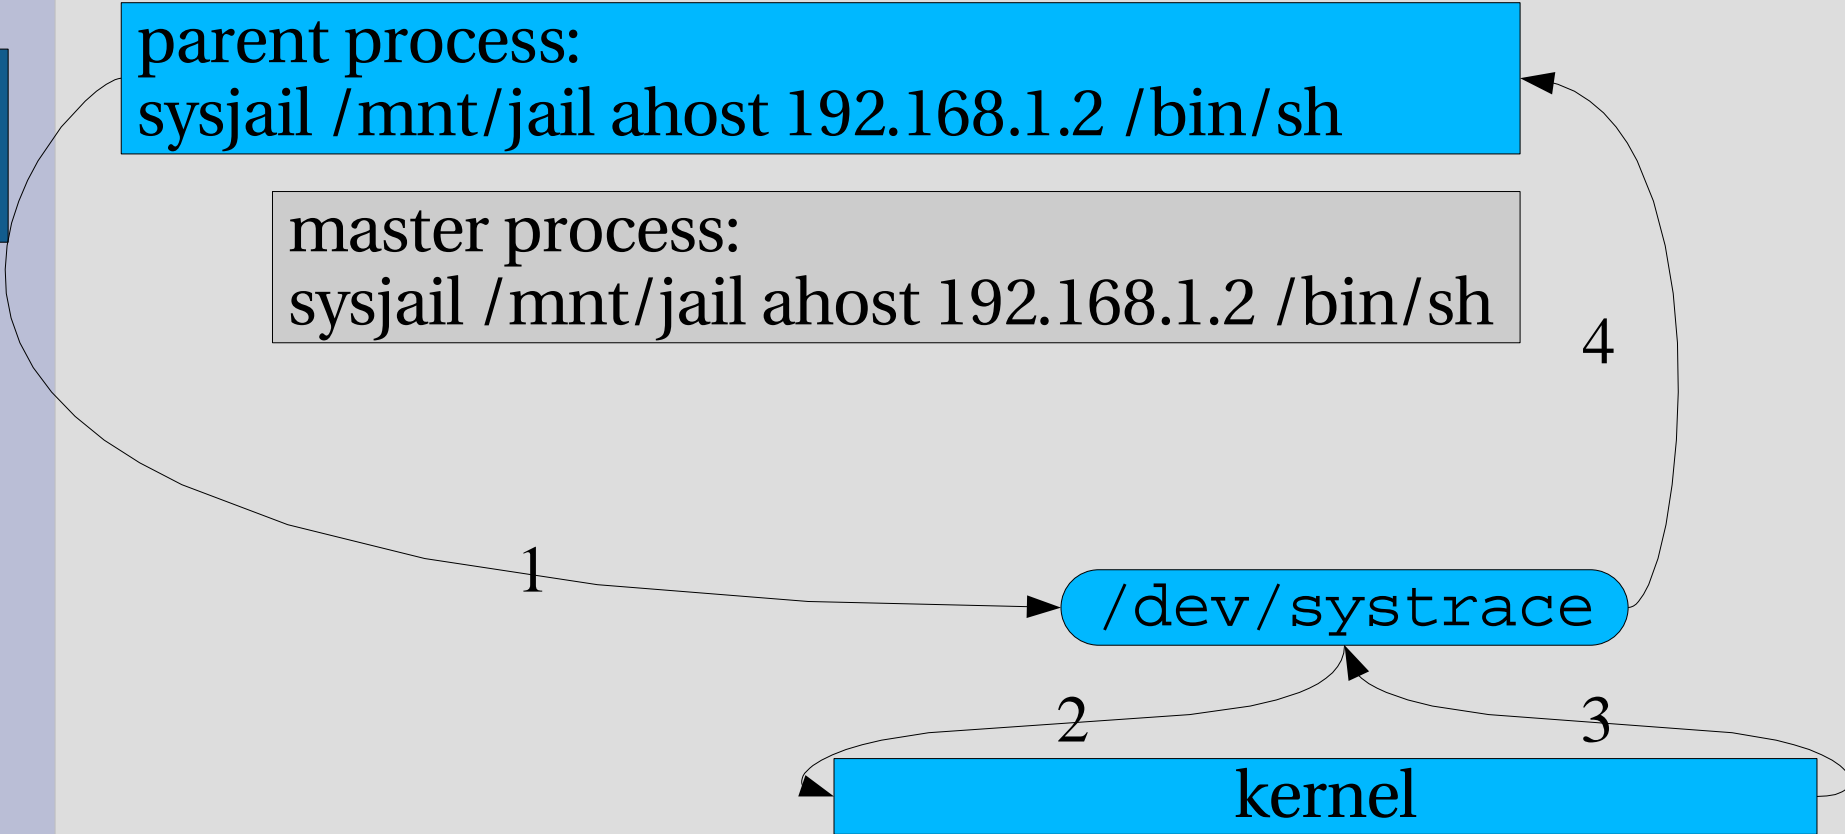 parent process:
sysjail /mnt/jail ahost 192.168.1.2 /bin/sh
master process:
sysjail /mnt/jail ahost 192.168.1.2 /bin/sh
4
1
/dev/systrace
2
3
kernel